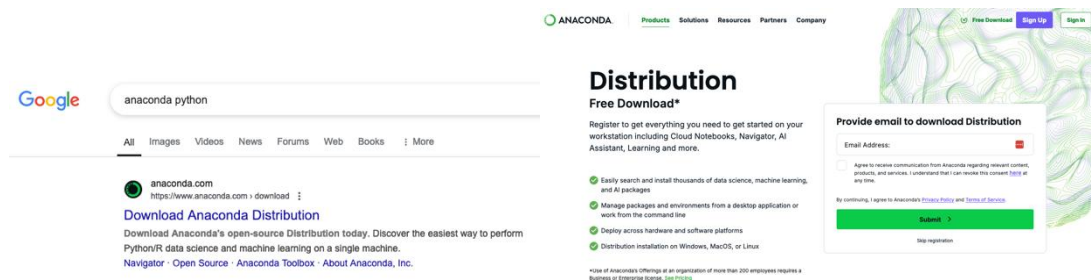 Google
anaconda python
All Images Videos News Forums Web Books More
anaconda.com
https://www.anaconda.com › download
Download Anaconda Distribution
Download Anaconda's open-source Distribution today. Discover the easiest way to perform
Python/R data science and machine learning on a single machine.
Navigator · Open Source · Anaconda Toolbox · About Anaconda, Inc.
ANACONDA. Products Solutions Resources Partners Company Free Download Sign Up Sign In
Distribution
Free Download*
Register to get everything you need to get started on your
workstation including Cloud Notebooks, Navigator, AI
Assistant, Learning and more.
Easily search and install thousands of data science, machine learning,
and AI packages
Manage packages and environments from a desktop application or
work from the command line
Deploy across hardware and software platforms
Distribution installation on Windows, MacOS, or Linux
*Use of Anaconda's Offerings at an organization of more than 200 employees requires a
Business or Enterprise license. See Pricing
Provide email to download Distribution
Email Address:
Agree to receive communication from Anaconda regarding relevant content,
products, and services. I understand that I can revoke this consent here at
any time.
By continuing, I agree to Anaconda's Privacy Policy and Terms of Service.
Submit >
Skip registration